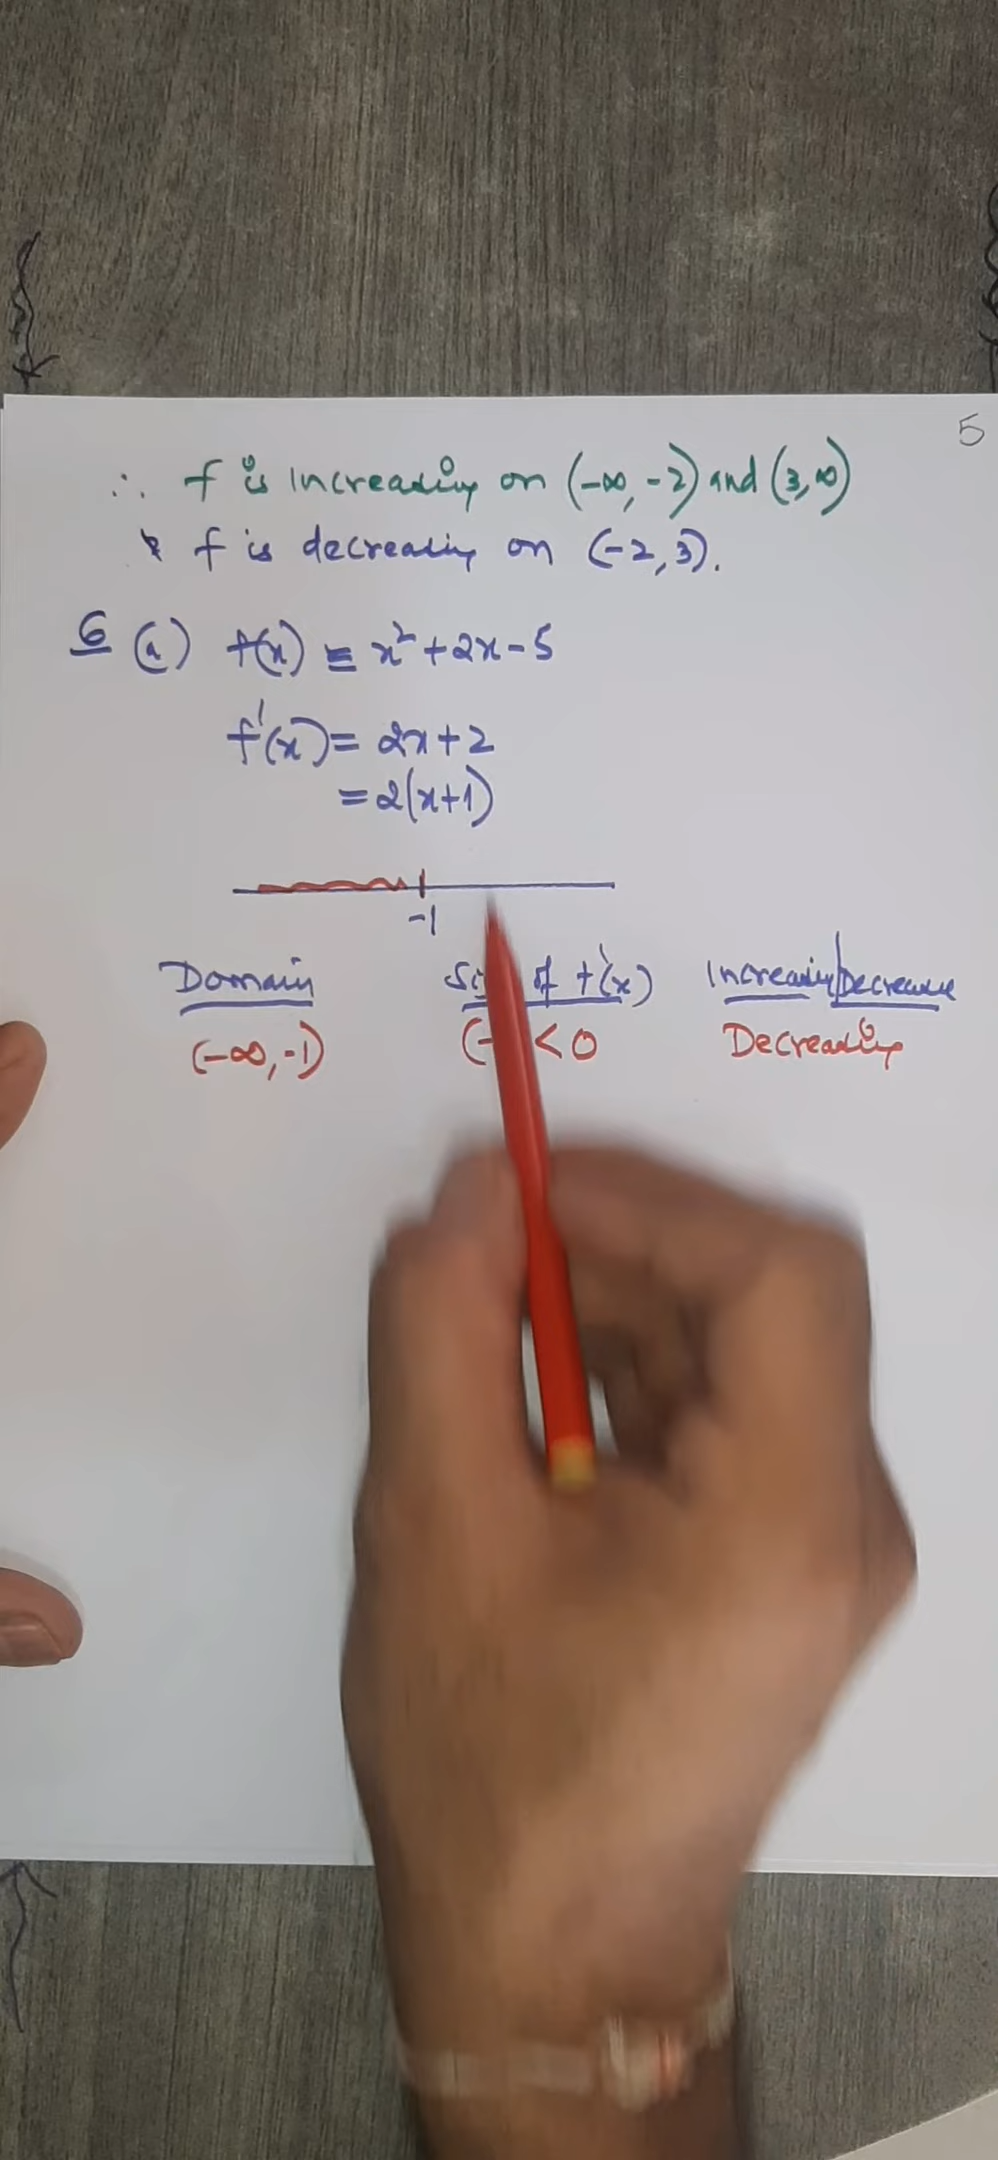 5
∴ f is increasing on (-∞, -2) and (3, ∞)
& f is decreasing on (-2, 3).
6 (a) f(x) = x² + 2x - 5
f'(x) = 2x + 2
= 2(x+1)
-1
Domain of f'(x) Increasing/Decrease
(-∞, -1) (- < 0 Decreasing